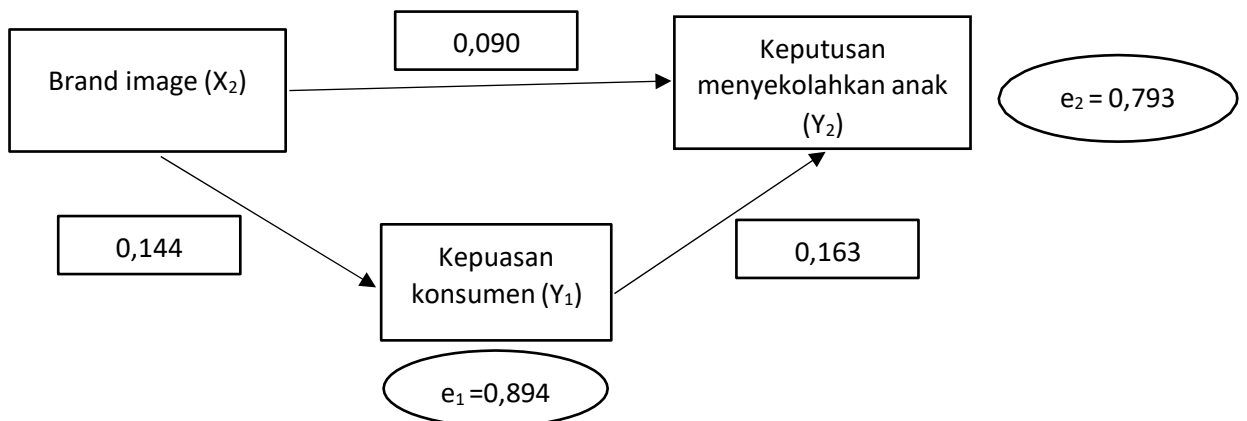 0,090
Brand image (X₂)
Keputusan
menyekolahkan anak
(Y₂)
e₂ = 0,793
0,144
Kepuasan
konsumen (Y₁)
0,163
e₁ =0,894